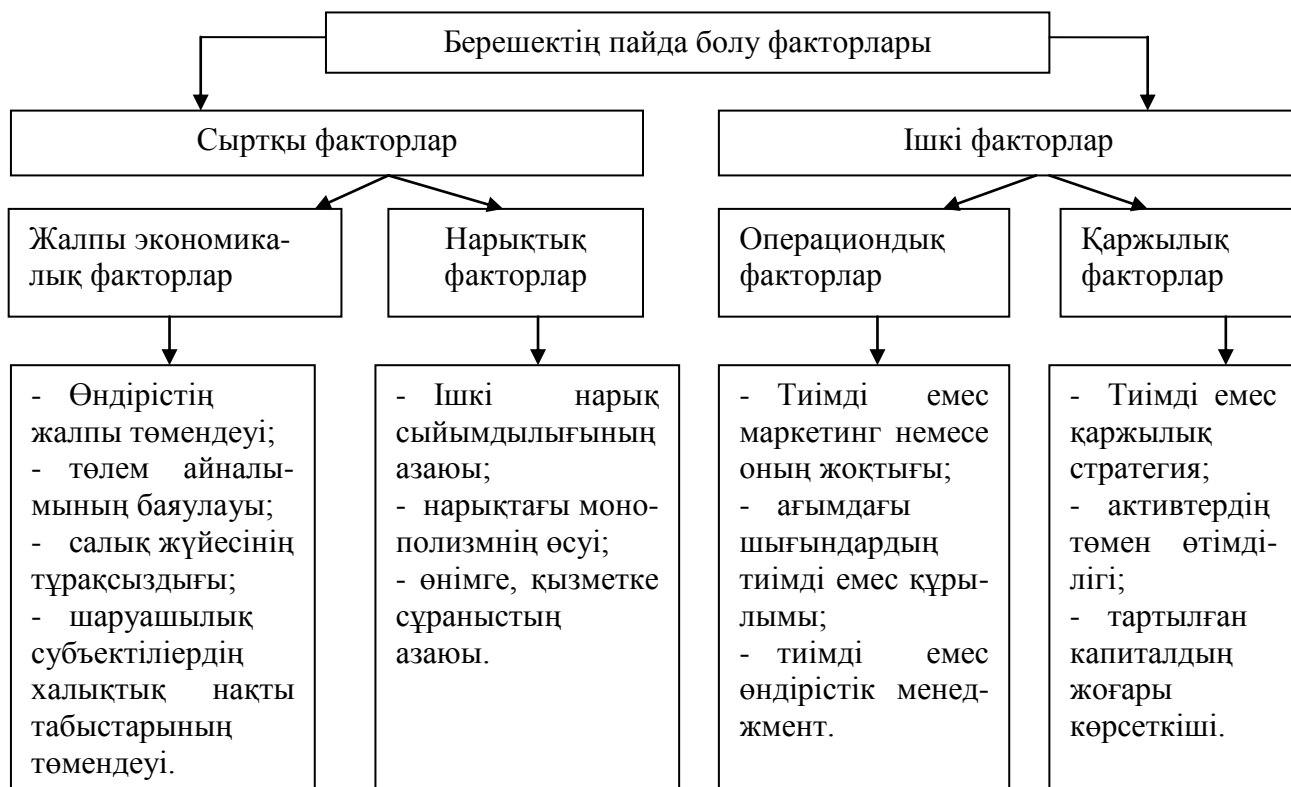 Берешектің пайда болу факторлары
Сыртқы факторлар
Ішкі факторлар
Жалпы экономика-
лық факторлар
Нарықтық
факторлар
Операциондық
факторлар
Қаржылық
факторлар
- Өндірістің
жалпы төмендеуі;
- төлем айналы-
мының баяулауы;
- салық жүйесінің
тұрақсыздығы;
- шаруашылық
субъектіліердің
халықтық нақты
табыстарының
төмендеуі.
- Ішкі нарық
сыйымдылығының
азаюы;
- нарықтағы моно-
полизмнің өсуі;
- өнімге, қызметке
сұраныстың
азаюы.
- Тиімді емес
маркетинг немесе
оның жоқтығы;
- ағымдағы
шығындардың
тиімді емес құры-
лымы;
- тиімді емес
өндірістік менед-
жмент.
- Тиімді емес
қаржылық
стратегия;
- активтердің
төмен өтімді-
лігі;
- тартылған
капиталдың
жоғары
көрсеткіші.